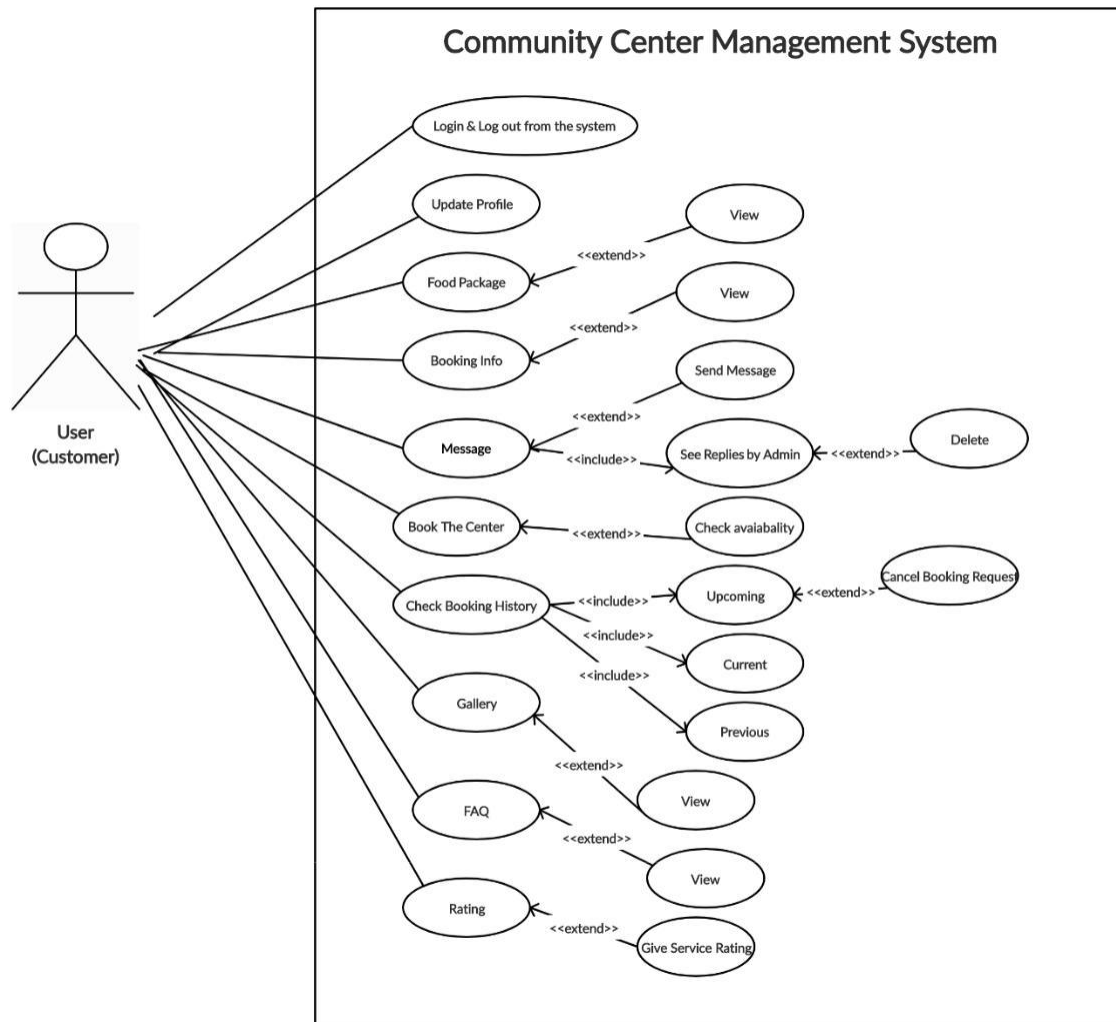 Community Center Management System
Login & Log out from the system
Update Profile
View
<<extend>>
Food Package
View
<<extend>>
Booking Info
Send Message
<<extend>>
User
(Customer)
Message
<<include>>
See Replies by Admin
<<extend>>
Delete
Book The Center
<<extend>>
Check avaiabality
Cancel Booking Request
Check Booking History
<<include>>
Upcoming
<<extend>>
<<include>>
Current
<<include>>
Gallery
Previous
<<extend>>
View
FAQ
<<extend>>
View
Rating
<<extend>>
Give Service Rating